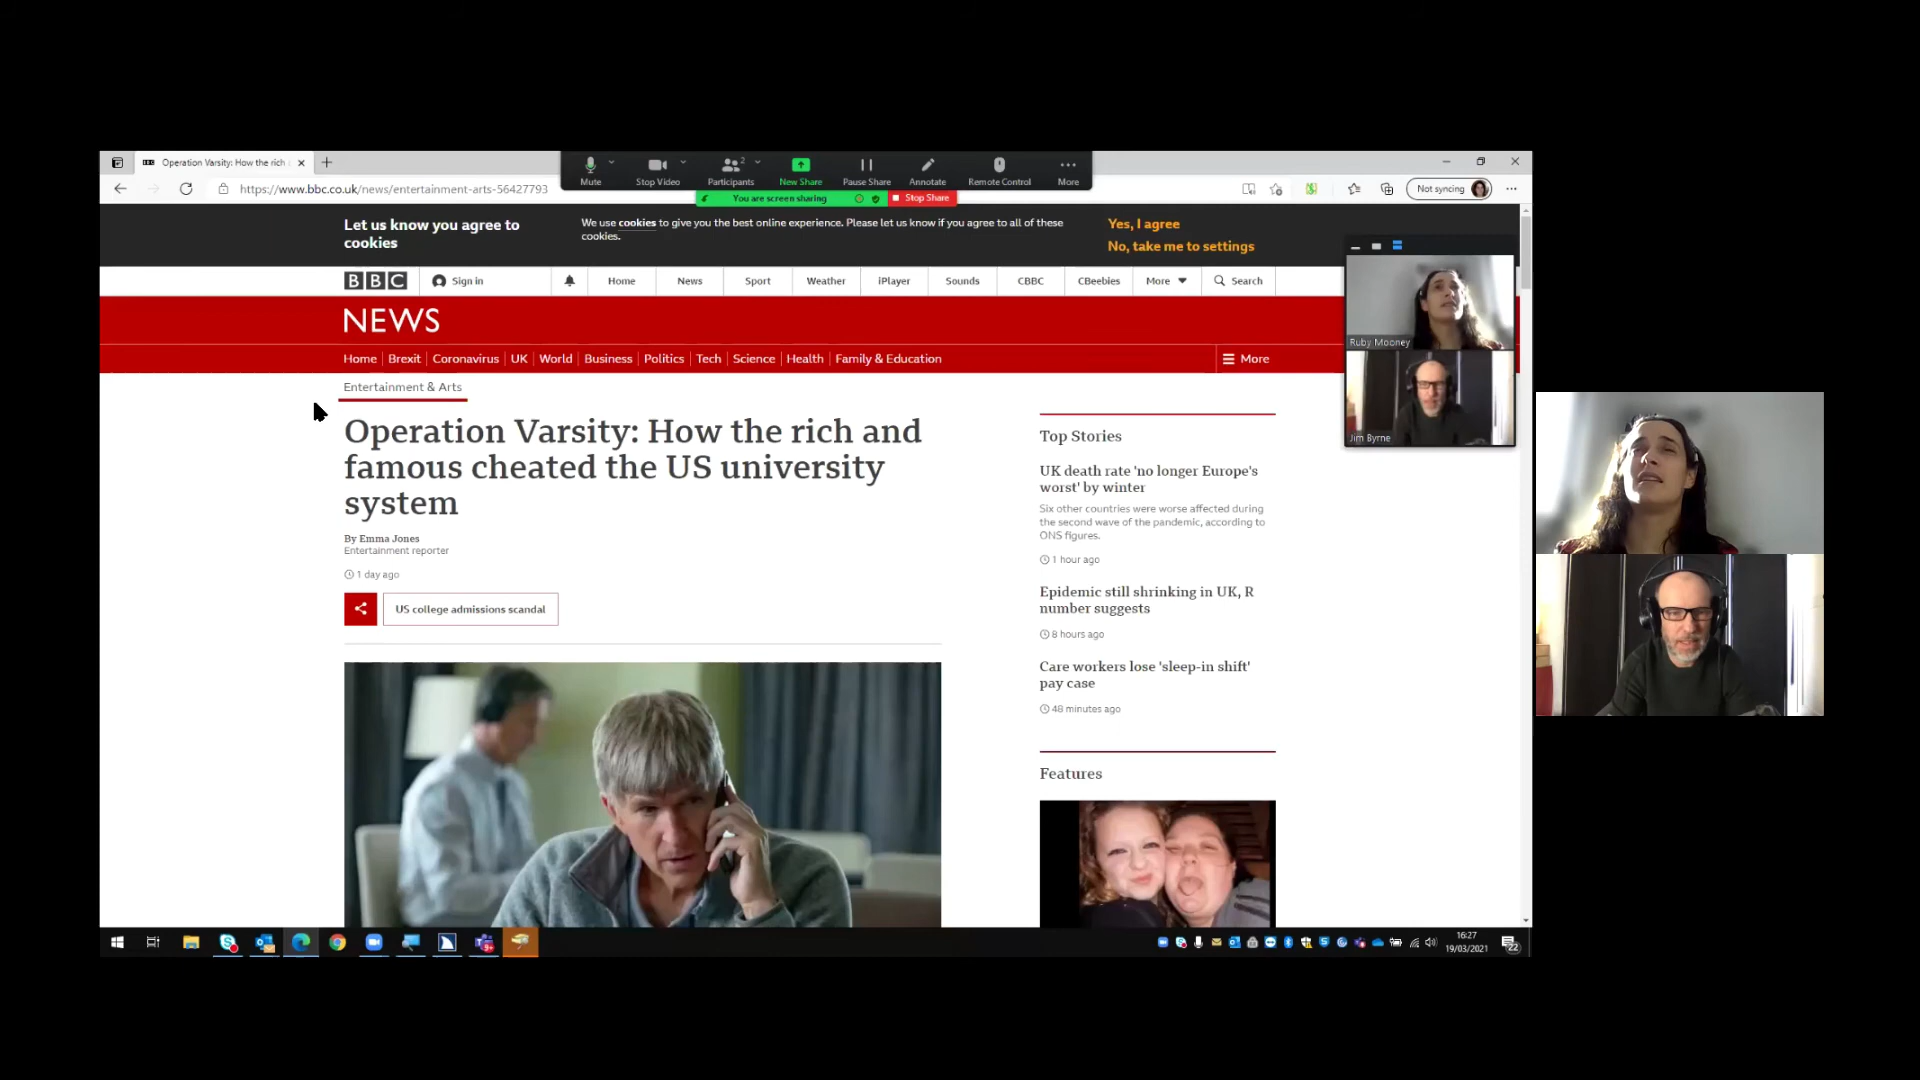 Operation Varsity: How the rich
Mute
Stop Video
2
Participants
New Share
Pause Share
Annotate
Remote Control
More
https://www.bbc.co.uk/news/entertainment-arts-56427793
You are screen sharing
Stop Share
Not syncing
Let us know you agree to
cookies
We use cookies to give you the best online experience. Please let us know if you agree to all of these
cookies.
Yes, I agree
No, take me to settings
BBC
Sign in
Home
News
Sport
Weather
iPlayer
Sounds
CBBC
CBeebies
More
Search
NEWS
Home
Brexit
Coronavirus
UK
World
Business
Politics
Tech
Science
Health
Family & Education
More
Ruby Mooney
Jim Byrne
Entertainment & Arts
Operation Varsity: How the rich and
famous cheated the US university
system
By Emma Jones
Entertainment reporter
1 day ago
US college admissions scandal
Top Stories
UK death rate 'no longer Europe's
worst' by winter
Six other countries were worse affected during
the second wave of the pandemic, according to
ONS figures.
1 hour ago
Epidemic still shrinking in UK, R
number suggests
8 hours ago
Care workers lose 'sleep-in shift'
pay case
48 minutes ago
Features
16:27
19/03/2021
22